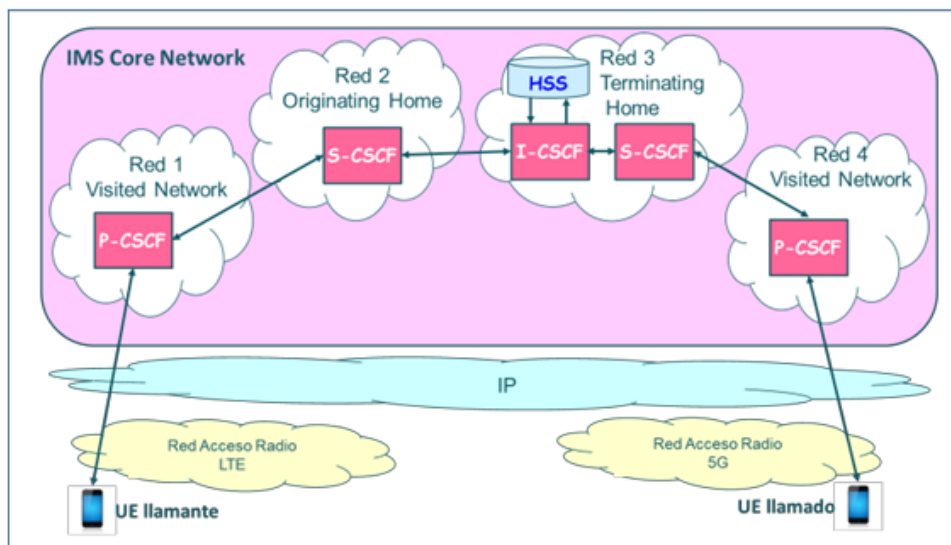 IMS Core Network
Red 1
Visited Network
P-CSCF
Red 2
Originating Home
S-CSCF
Red 3
Terminating
Home
HSS
I-CSCF
S-CSCF
Red 4
Visited Network
P-CSCF
IP
Red Acceso Radio
LTE
Red Acceso Radio
5G
UE llamante
UE llamado